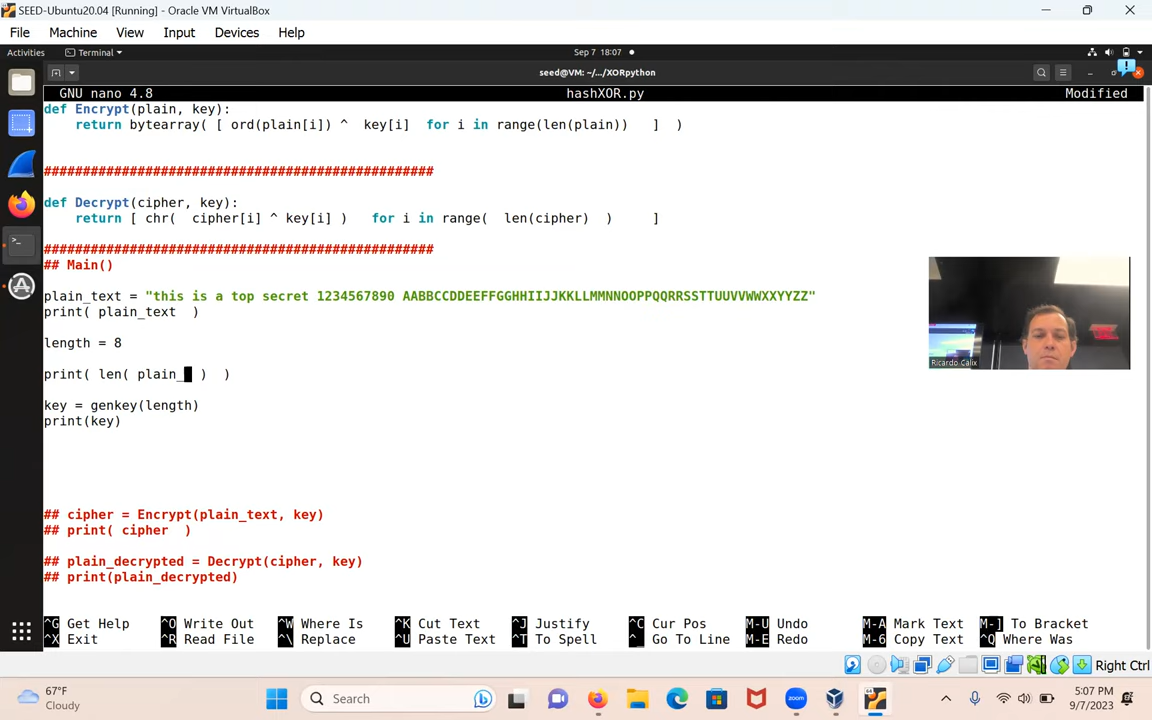 SEED-Ubuntu20.04 [Running] - Oracle VM VirtualBox
File Machine View Input Devices Help
Activities Terminal Sep 7 18:07
seed@VM: ~/.../XORpython
GNU nano 4.8 hashXOR.py Modified
def Encrypt(plain, key):
return bytearray( [ ord(plain[i]) ^ key[i] for i in range(len(plain)) ] )
##################################################
def Decrypt(cipher, key):
return [ chr( cipher[i] ^ key[i] ) for i in range( len(cipher) ) ]
##################################################
## Main()
plain_text = "this is a top secret 1234567890 AABBCCDDEEFFGGHHIIJJKKLLMMNNOOPPQQRRSSTTUUVVWWXXYYZZ"
print( plain_text )
length = 8
print( len( plain_ ) )
key = genkey(length)
print(key)
## cipher = Encrypt(plain_text, key)
## print( cipher )
## plain_decrypted = Decrypt(cipher, key)
## print(plain_decrypted)
Ricardo Calix
^G Get Help ^O Write Out ^W Where Is ^K Cut Text ^J Justify ^C Cur Pos M-U Undo M-A Mark Text M-] To Bracket
^X Exit ^R Read File ^\ Replace ^U Paste Text ^T To Spell ^_ Go To Line M-E Redo M-6 Copy Text ^Q Where Was
Right Ctrl
67°F
Cloudy
Search
5:07 PM
9/7/2023